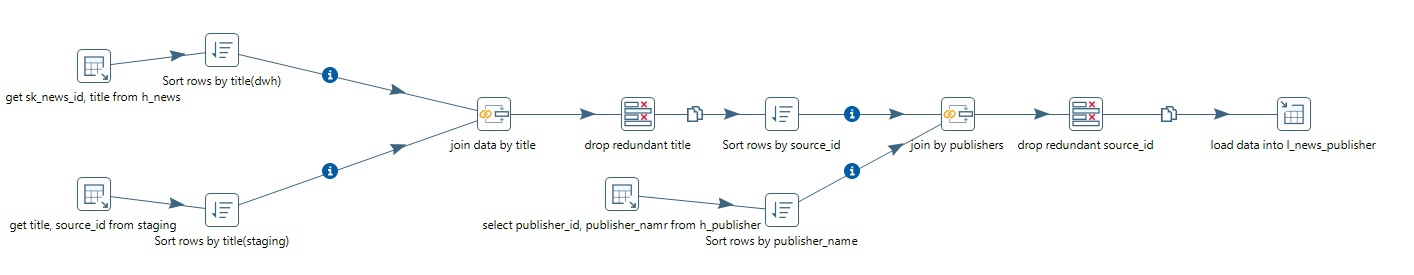 Sort rows by title(dwh)
get sk_news_id, title from h_news
join data by title
drop redundant title
Sort rows by source_id
join by publishers
drop redundant source_id
load data into l_news_publisher
get title, source_id from staging
Sort rows by title(staging)
select publisher_id, publisher_namr from h_publisher
Sort rows by publisher_name